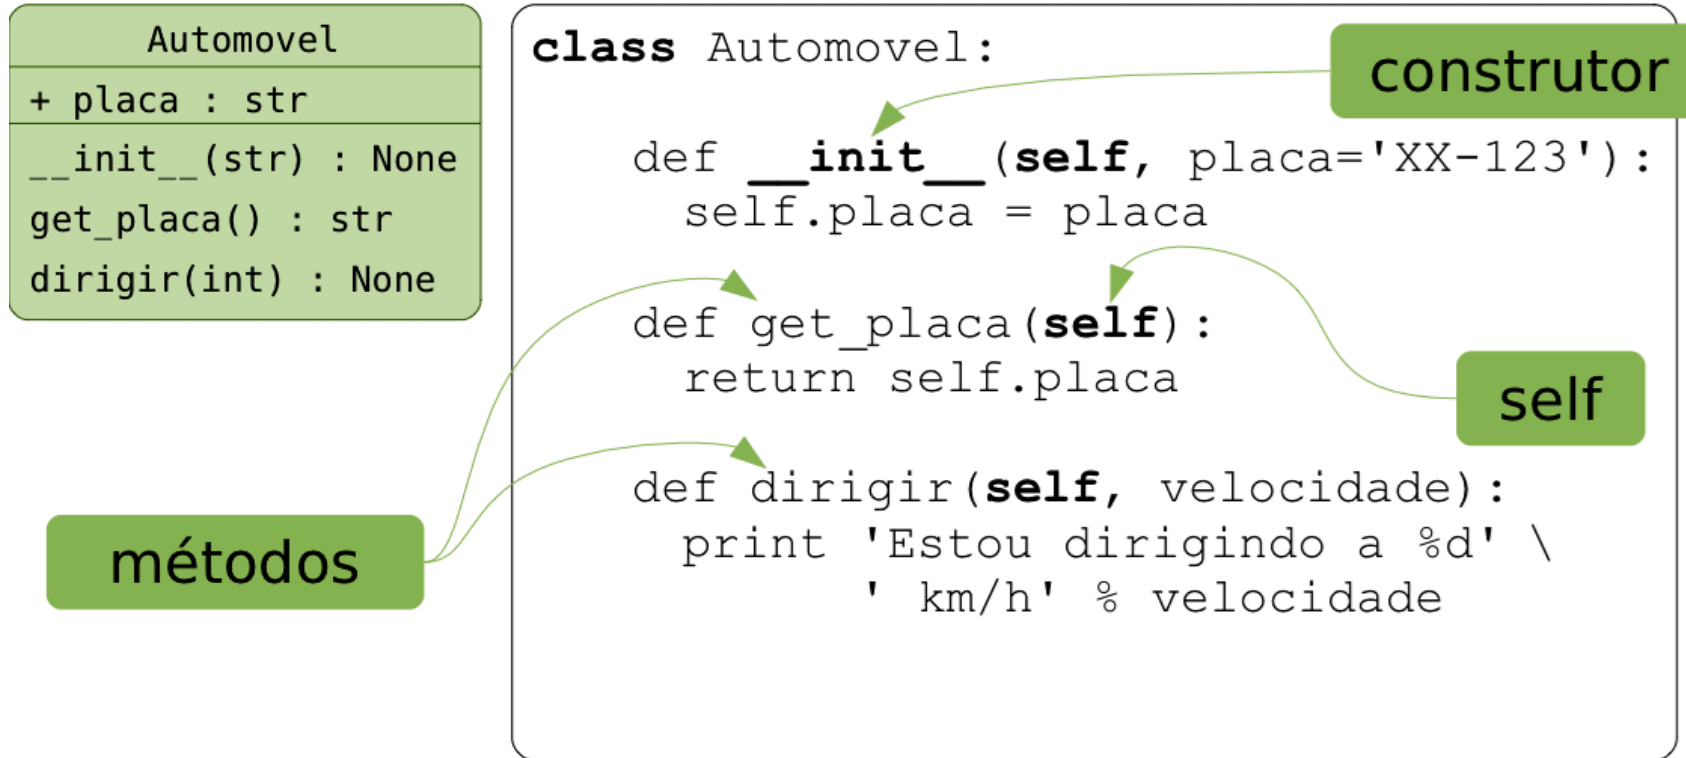 Automovel
+ placa : str
__init__(str) : None
get_placa() : str
dirigir(int) : None
class Automovel:
construtor
def __init__(self, placa='XX-123'):
self.placa = placa
def get_placa(self):
return self.placa
self
def dirigir(self, velocidade):
print 'Estou dirigindo a %d' \
' km/h' % velocidade
métodos